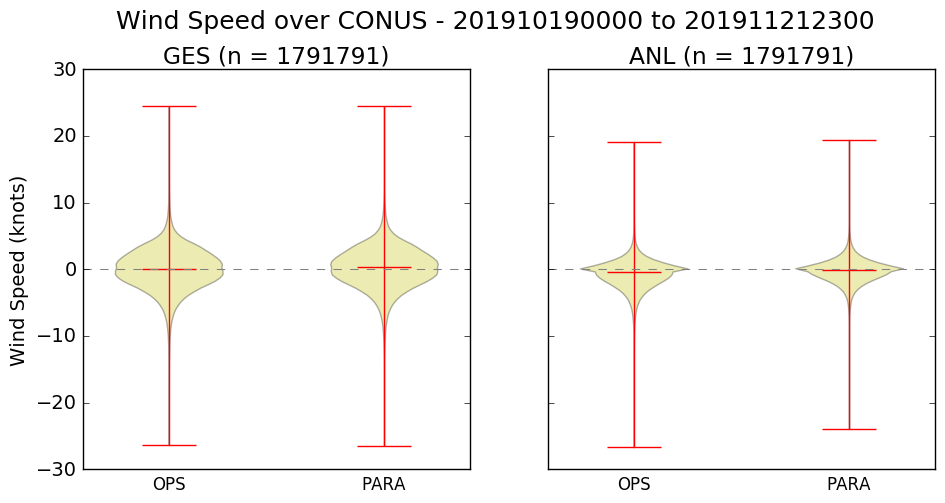 Wind Speed over CONUS - 201910190000 to 201911212300
GES (n = 1791791)
ANL (n = 1791791)
Wind Speed (knots)
30
20
10
0
−10
−20
−30
OPS
PARA
OPS
PARA